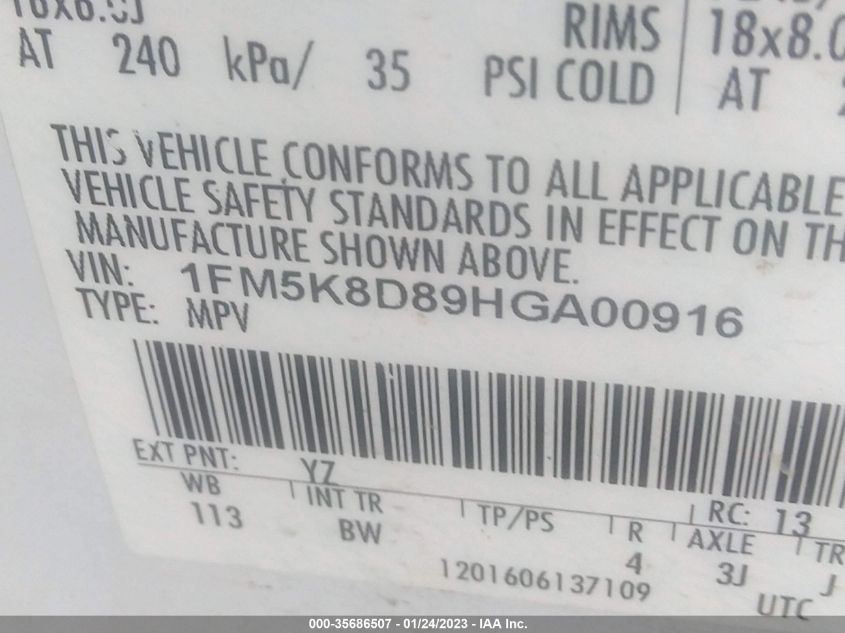 AT 240 kPa/ 35 PSI COLD
RIMS 18x8.0
AT
THIS VEHICLE CONFORMS TO ALL APPLICABLE
VEHICLE SAFETY STANDARDS IN EFFECT ON
MANUFACTURE SHOWN ABOVE.
VIN: 1FM5K8D89HGA00916
TYPE: MPV
EXT PNT: YZ RC: 13
WB INT TR TP/PS R AXLE TR
113 BW 4 3J J
1201606137109 UTC
000-35686507 - 01/24/2023 - IAA Inc.